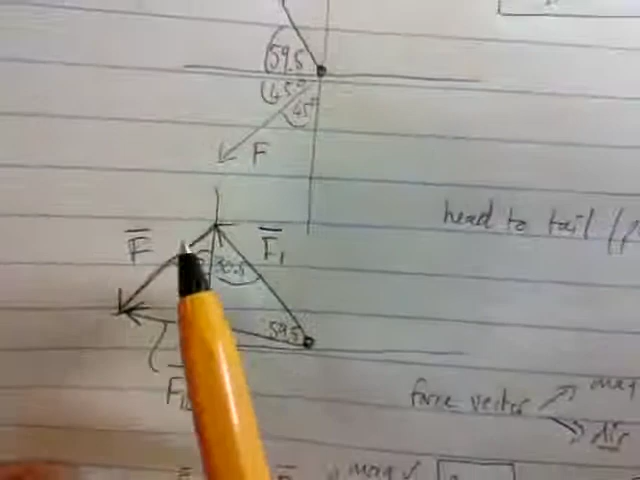 59.5
45°
45°
F
head to tail
F F₁
30.5
59.5
force vector
mag
dir
mag ✓